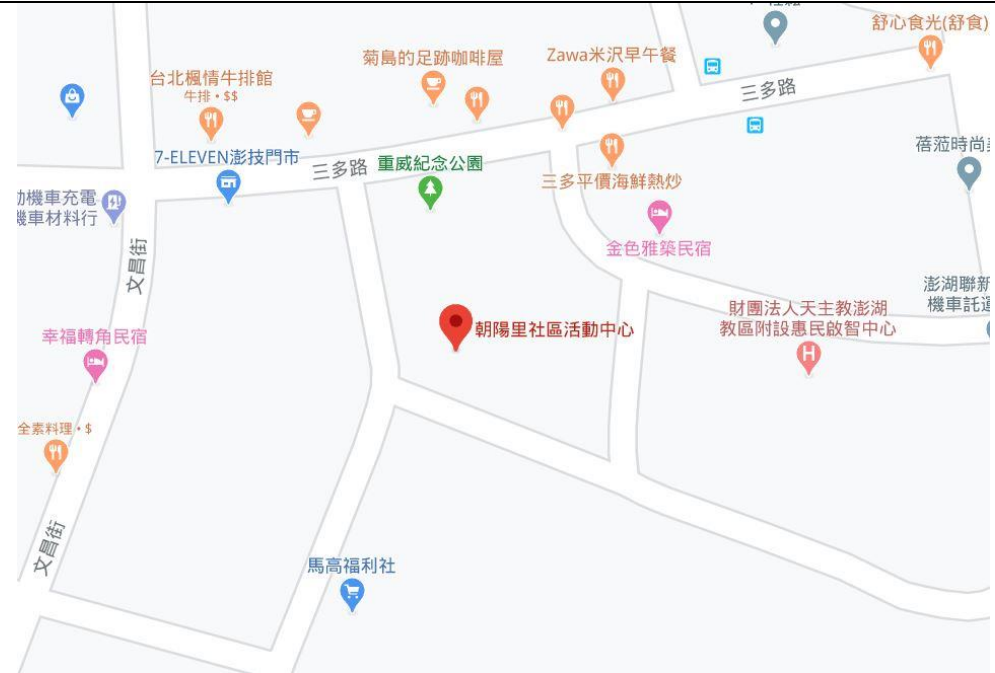 舒心食光(舒食)
菊島的足跡咖啡屋
Zawa米沢早午餐
台北楓情牛排館
牛排・$$
三多路
7-ELEVEN澎技門市
三多路
重威紀念公園
三多平價海鮮熱炒
蓓蒞時尚
機車充電
機車材料行
文昌街
金色雅築民宿
澎湖聯新
機車託運
財團法人天主教澎湖
教區附設惠民啟智中心
H
朝陽里社區活動中心
幸福轉角民宿
全素料理・$
文昌街
馬高福利社